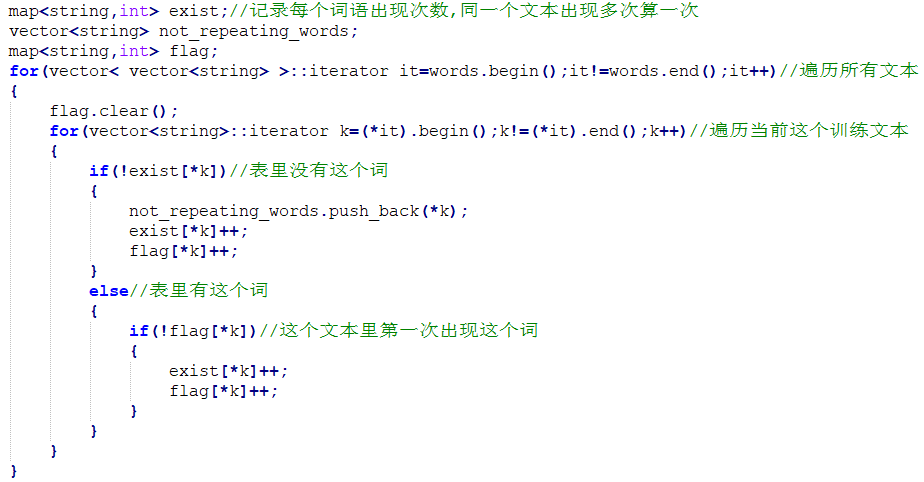 map<string,int> exist;//记录每个词语出现次数,同一个文本出现多次算一次
vector<string> not_repeating_words;
map<string,int> flag;
for(vector< vector<string> >::iterator it=words.begin();it!=words.end();it++)//遍历所有文本
{
    flag.clear();
    for(vector<string>::iterator k=(*it).begin();k!=(*it).end();k++)//遍历当前这个训练文本
    {
        if(!exist[*k])//表里没有这个词
        {
            not_repeating_words.push_back(*k);
            exist[*k]++;
            flag[*k]++;
        }
        else//表里有这个词
        {
            if(!flag[*k])//这个文本里第一次出现这个词
            {
                exist[*k]++;
                flag[*k]++;
            }
        }
    }
}